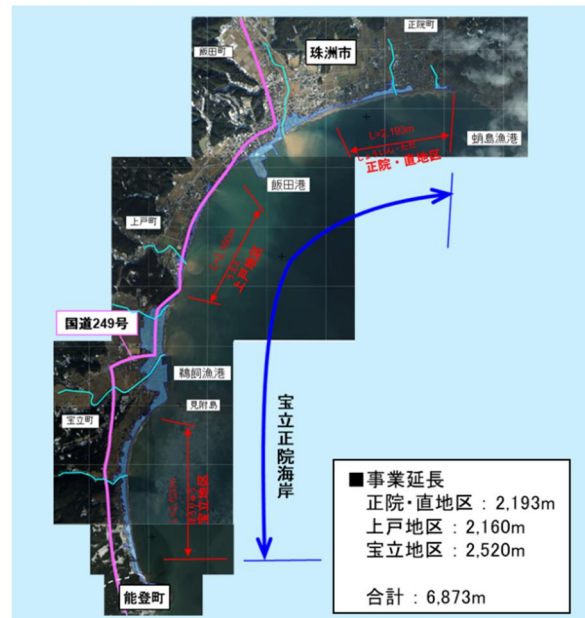 正院町
飯田町
珠洲市
L=2,193m
正院・直地区
蛸島漁港
飯田港
上戸町
L=2,160m
上戸地区
国道249号
鵜飼漁港
見附島
宝立町
宝立正院海岸
宝立地区
能登町
■事業延長
正院・直地区：2,193m
上戸地区：2,160m
宝立地区：2,520m
合計：6,873m